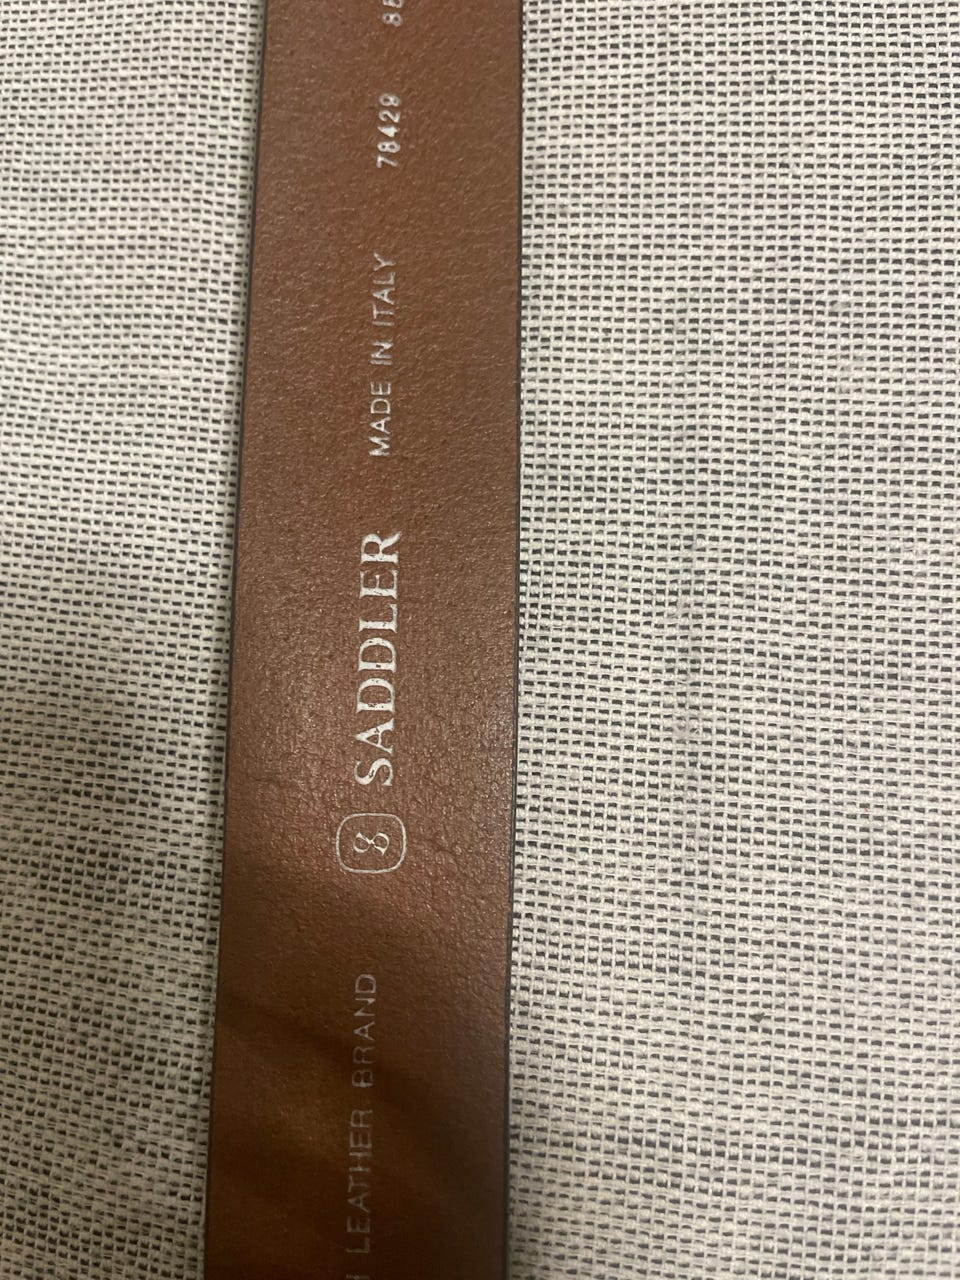 LEATHER BRAND SADDLER MADE IN ITALY 78429